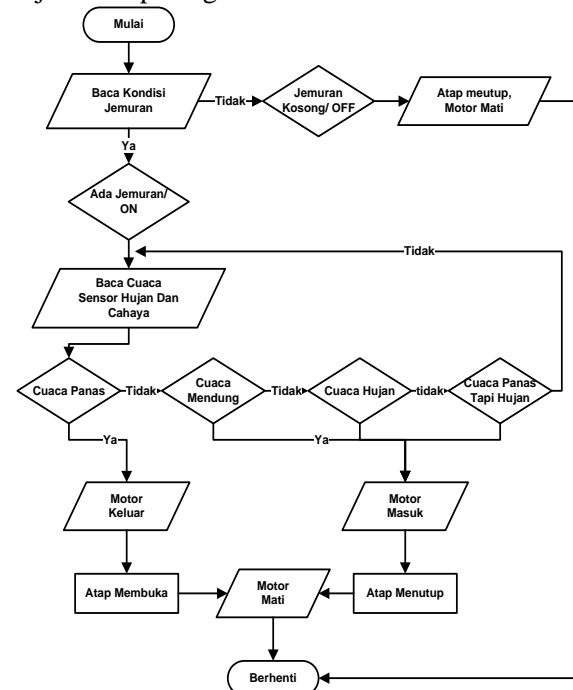 Mulai
Baca Kondisi
Jemuran
Tidak
Jemuran
Kosong/ OFF
Atap meutup,
Motor Mati
Ya
Ada Jemuran/
ON
Tidak
Baca Cuaca
Sensor Hujan Dan
Cahaya
Cuaca Panas
Tidak
Cuaca
Mendung
Tidak
Cuaca Hujan
tidak
Cuaca Panas
Tapi Hujan
Ya
Ya
Motor
Keluar
Motor
Masuk
Atap Membuka
Motor
Mati
Atap Menutup
Berhenti